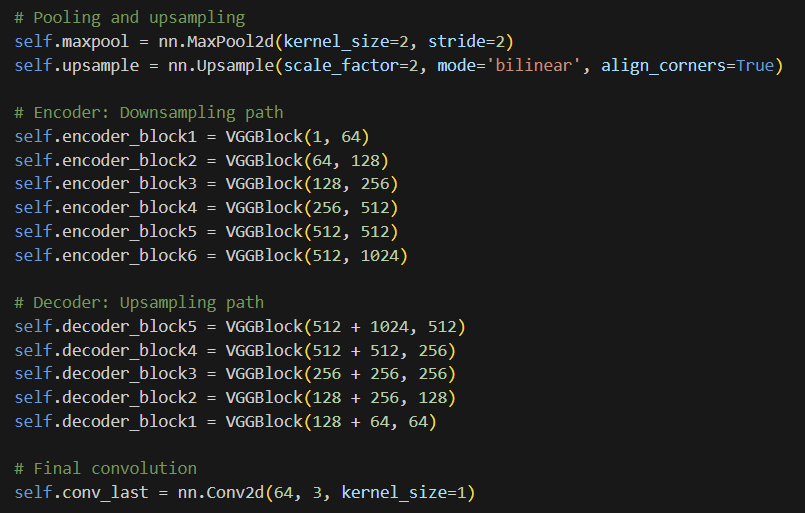 # Pooling and upsampling
self.maxpool = nn.MaxPool2d(kernel_size=2, stride=2)
self.upsample = nn.Upsample(scale_factor=2, mode='bilinear', align_corners=True)
# Encoder: Downsampling path
self.encoder_block1 = VGGBlock(1, 64)
self.encoder_block2 = VGGBlock(64, 128)
self.encoder_block3 = VGGBlock(128, 256)
self.encoder_block4 = VGGBlock(256, 512)
self.encoder_block5 = VGGBlock(512, 512)
self.encoder_block6 = VGGBlock(512, 1024)
# Decoder: Upsampling path
self.decoder_block5 = VGGBlock(512 + 1024, 512)
self.decoder_block4 = VGGBlock(512 + 512, 256)
self.decoder_block3 = VGGBlock(256 + 256, 256)
self.decoder_block2 = VGGBlock(128 + 256, 128)
self.decoder_block1 = VGGBlock(128 + 64, 64)
# Final convolution
self.conv_last = nn.Conv2d(64, 3, kernel_size=1)